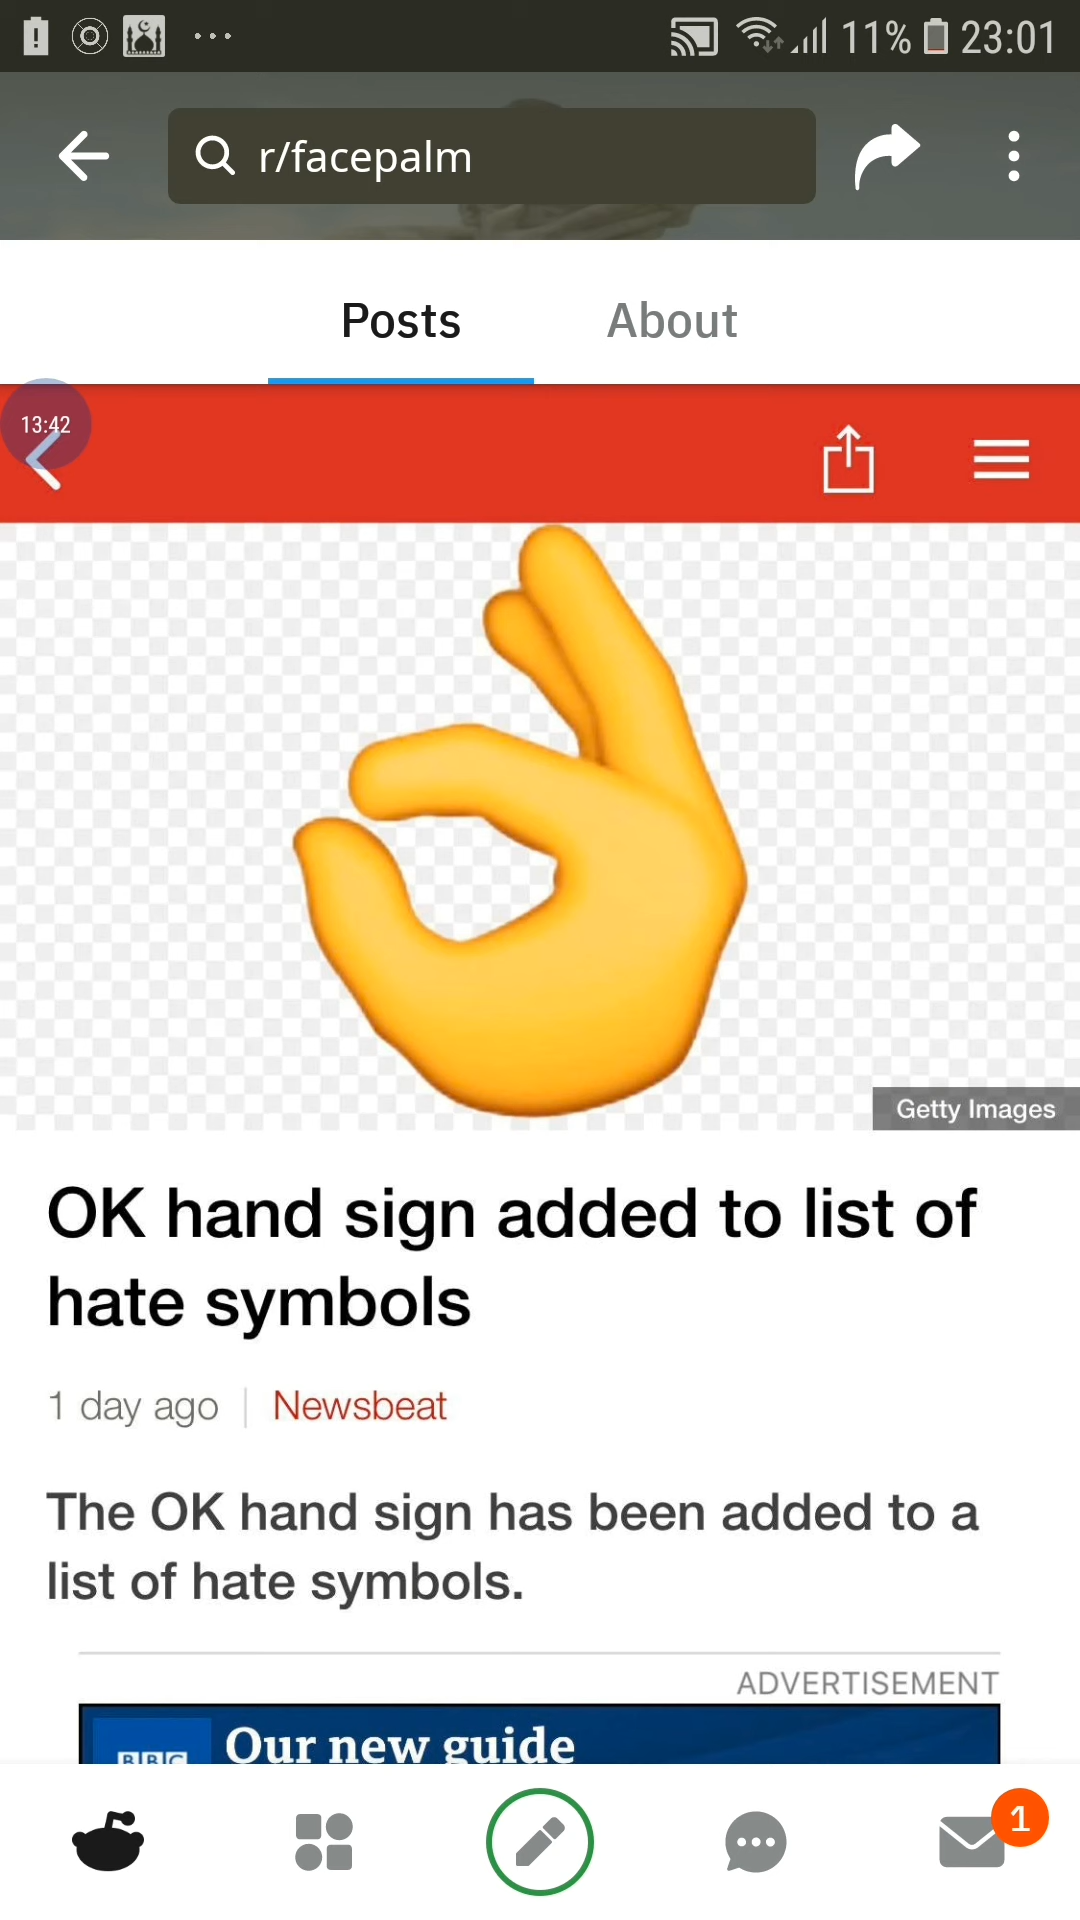 11% 23:01
r/facepalm
Posts About
13:42
Getty Images
OK hand sign added to list of
hate symbols
1 day ago | Newsbeat
The OK hand sign has been added to a
list of hate symbols.
ADVERTISEMENT
BBC Our new guide
1